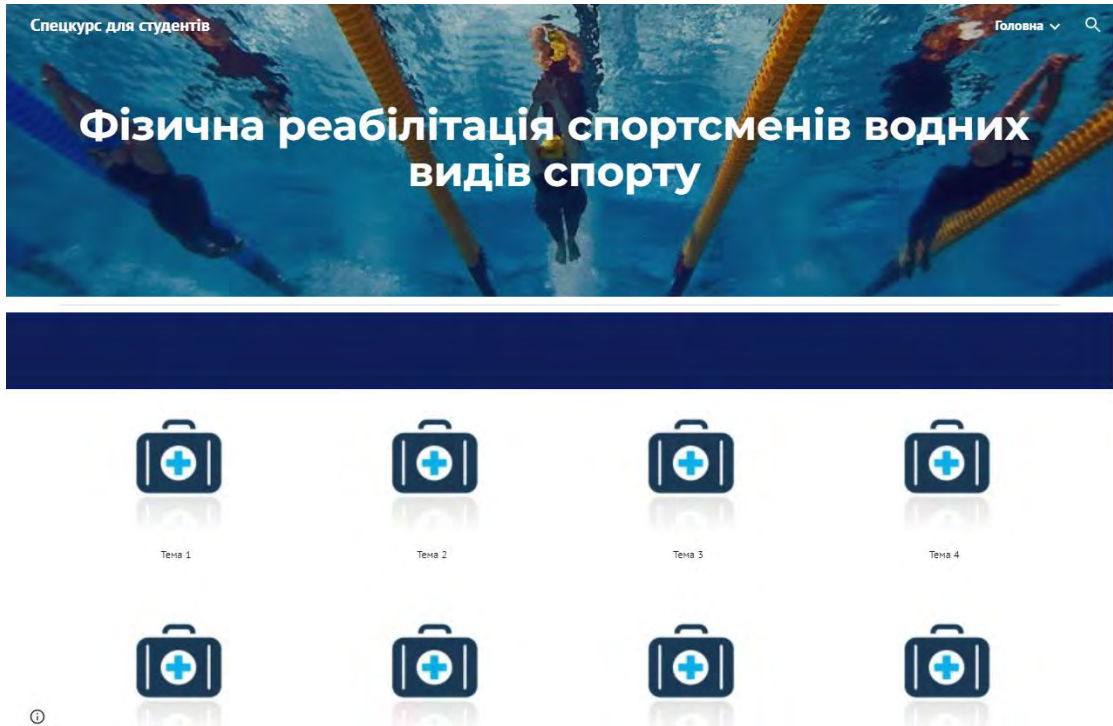 Спецкурс для студентів
Головна
Фізична реабілітація спортсменів водних
видів спорту
Тема 1
Тема 2
Тема 3
Тема 4